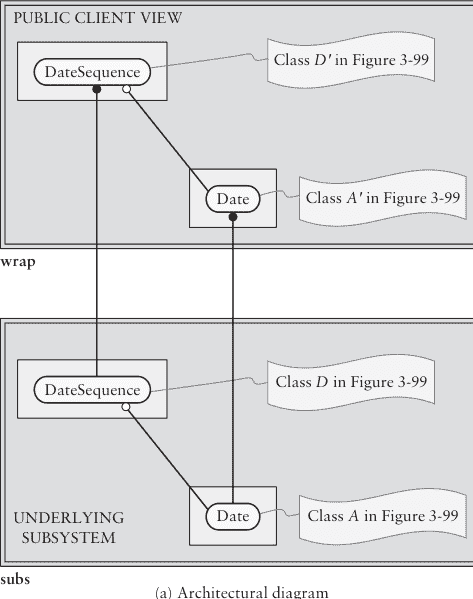 PUBLIC CLIENT VIEW
DateSequence
Class D' in Figure 3-99
Date
Class A' in Figure 3-99
wrap
DateSequence
Class D in Figure 3-99
Date
Class A in Figure 3-99
UNDERLYING
SUBSYSTEM
subs
(a) Architectural diagram